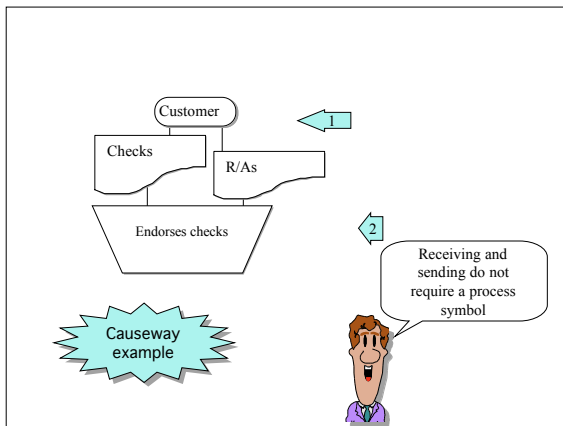 Customer
1
Checks
R/As
Endorses checks
2
Receiving and
sending do not
require a process
symbol
Causeway
example